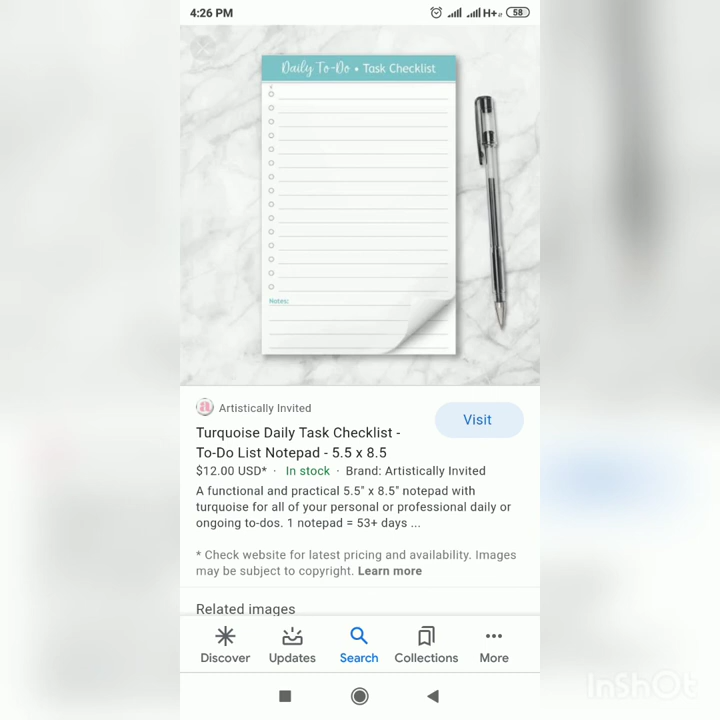 4:26 PM
H+
58
Daily To-Do • Task Checklist
Notes:
Artistically Invited
Visit
Turquoise Daily Task Checklist -
To-Do List Notepad - 5.5 x 8.5
$12.00 USD* · In stock · Brand: Artistically Invited
A functional and practical 5.5" x 8.5" notepad with
turquoise for all of your personal or professional daily or
ongoing to-dos. 1 notepad = 53+ days ...
* Check website for latest pricing and availability. Images
may be subject to copyright. Learn more
Related images
Discover Updates Search Collections More
InShOt